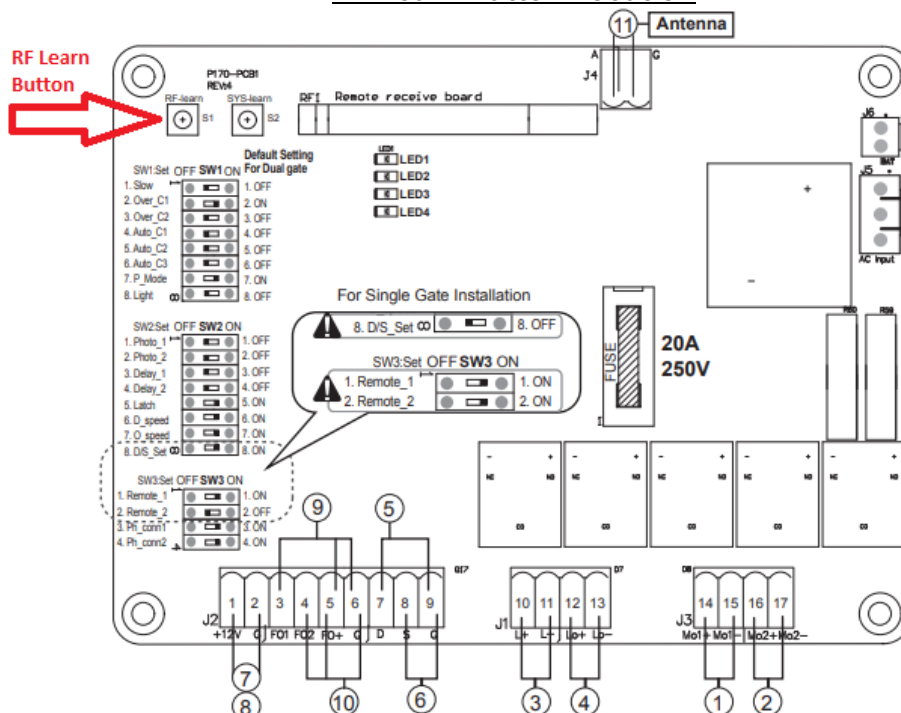 11 Antenna
RF Learn
Button
P170-PCB1
REV:4
RF-learn SYS-learn
S1 S2
RF1 Remote receive board
A G
J4
J6
BAT
J5
AC Input
LED1
LED2
LED3
LED4
Default Setting
For Dual gate
SW1:Set OFF SW1 ON
1. Slow 1. OFF
2. Over_C1 2. ON
3. Over_C2 3. OFF
4. Auto_C1 4. OFF
5. Auto_C2 5. OFF
6. Auto_C3 6. OFF
7. P_Mode 7. ON
8. Light 8. OFF
For Single Gate Installation
8. D/S_Set 8. OFF
SW3:Set OFF SW3 ON
1. Remote_1 1. ON
2. Remote_2 2. ON
FUSE
20A
250V
+
-
SW2:Set OFF SW2 ON
1. Photo_1 1. OFF
2. Photo_2 2. OFF
3. Delay_1 3. OFF
4. Delay_2 4. OFF
5. Latch 5. ON
6. D_speed 6. ON
7. O_speed 7. ON
8. D/S_Set 8. ON
SW3:Set OFF SW3 ON
1. Remote_1 1. ON
2. Remote_2 2. OFF
3. Ph_conn1 3. ON
4. Ph_conn2 4. ON
- + - + - + - + - +
9 5
J2 1 2 3 4 5 6 7 8 9
+12V G FO1 FO2 FO+ G D S G
J1 10 11 12 13
L+ L- Lo+ Lo-
J3 14 15 16 17
Mo1+ Mo1- Mo2+ Mo2-
7
8 10 6 3 4 1 2